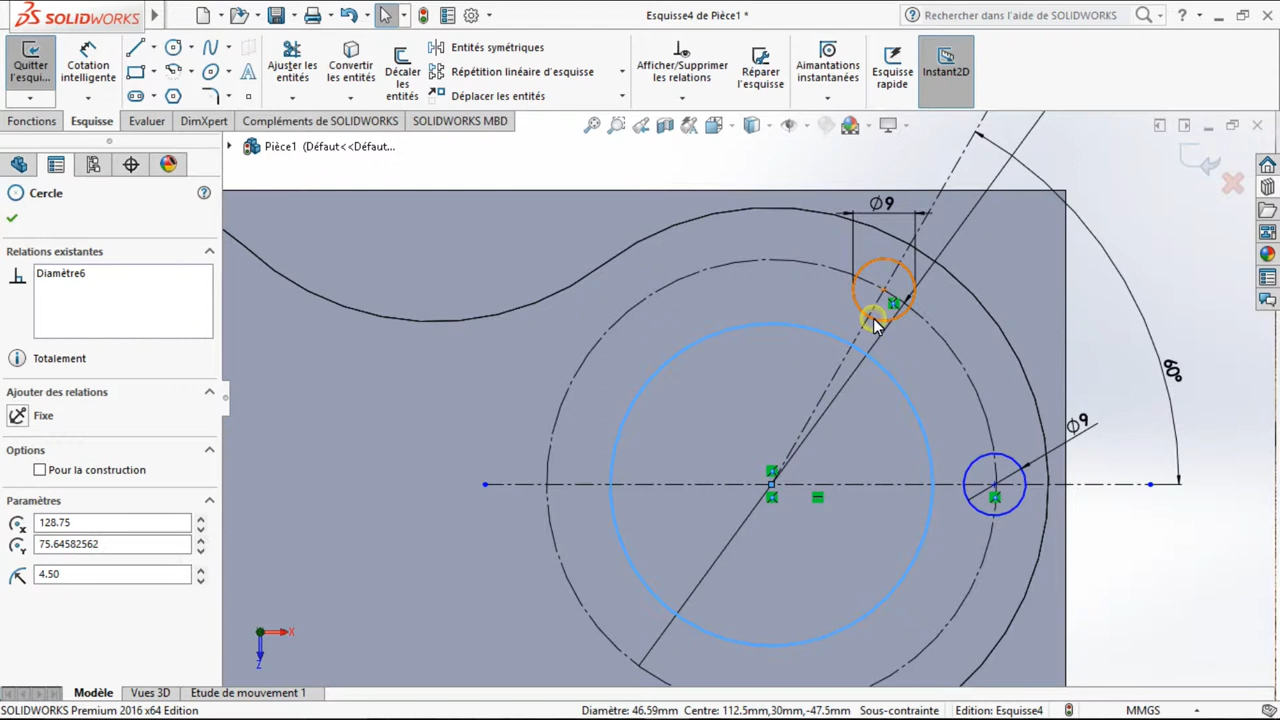 SOLIDWORKS
Esquisse4 de Pièce1 *
Rechercher dans l'aide de SOLIDWORKS
?
Quitter l'esqui...
Cotation intelligente
Ajuster les entités
Convertir les entités
Décaler les entités
Entités symétriques
Répétition linéaire d'esquisse
Déplacer les entités
Afficher/Supprimer les relations
Réparer l'esquisse
Aimantations instantanées
Esquisse rapide
Instant2D
Fonctions
Esquisse
Evaluer
DimXpert
Compléments de SOLIDWORKS
SOLIDWORKS MBD
Pièce1 (Défaut<<Défaut...
Cercle
Relations existantes
Diamètre6
Totalement
Ajouter des relations
Fixe
Options
Pour la construction
Paramètres
128.75
75.64582562
4.50
Ø9
60°
Ø9
X
Z
Modèle
Vues 3D
Etude de mouvement 1
SOLIDWORKS Premium 2016 x64 Edition
Diamètre: 46.59mm
Centre: 112.5mm,30mm,-47.5mm
Sous-contrainte
Edition: Esquisse4
MMGS